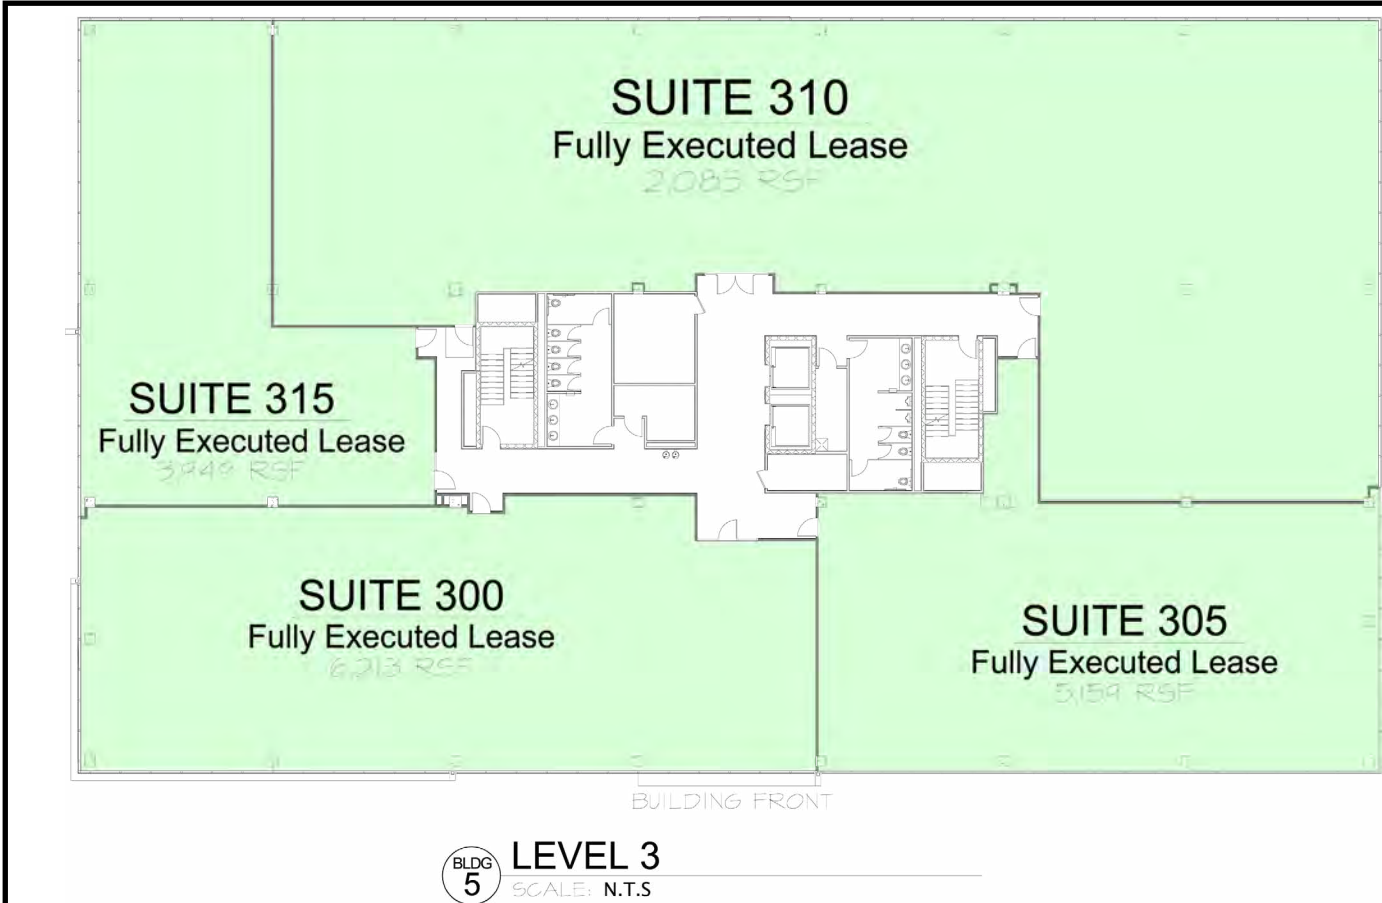 SUITE 310
Fully Executed Lease
2,085 RSF
SUITE 315
Fully Executed Lease
RSF
SUITE 300
Fully Executed Lease
6,213 RSF
SUITE 305
Fully Executed Lease
5,159 RSF
BUILDING FRONT
BLDG
5
LEVEL 3
SCALE: N.T.S